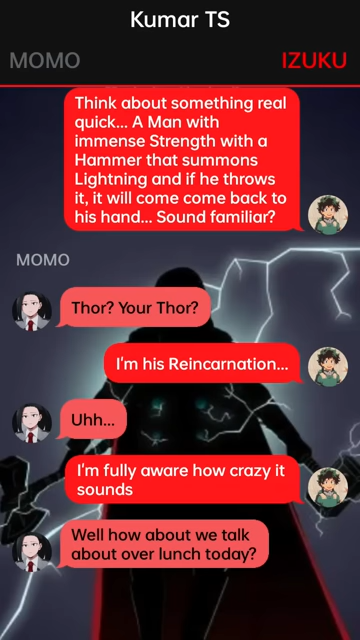 Kumar TS
MOMO
IZUKU
Think about something real
quick... A Man with
immense Strength with a
Hammer that summons
Lightning and if he throws
it, it will come come back to
his hand... Sound familiar?
MOMO
Thor? Your Thor?
I'm his Reincarnation...
Uhh...
I'm fully aware how crazy it
sounds
Well how about we talk
about over lunch today?